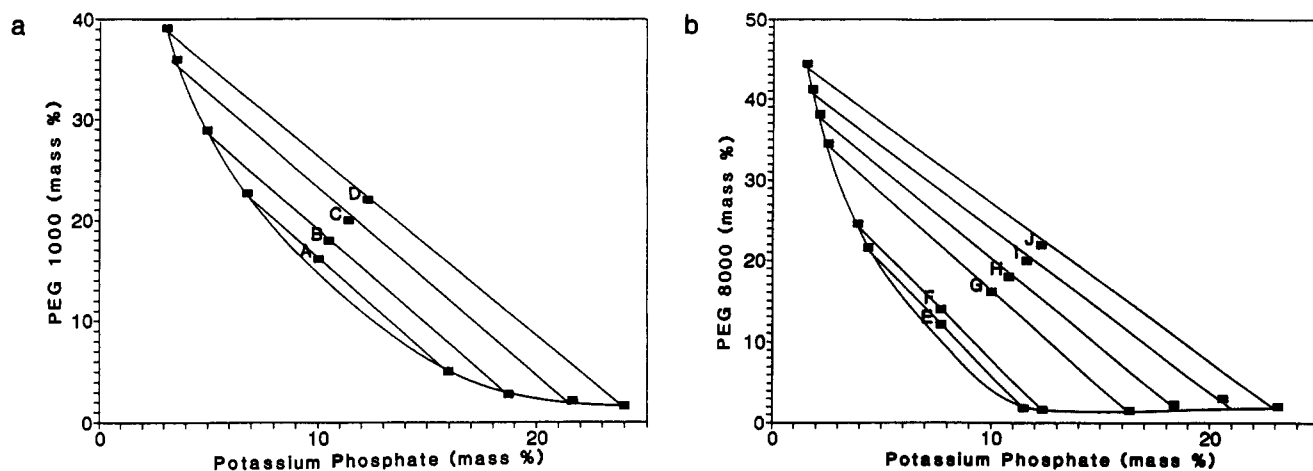 a
PEG 1000 (mass %)
40
30
20
10
0
D
C
B
A
0 10 20
Potassium Phosphate (mass %)
b
PEG 8000 (mass %)
50
40
30
20
10
0
J
I
H
G
F
E
0 10 20
Potassium Phosphate (mass %)